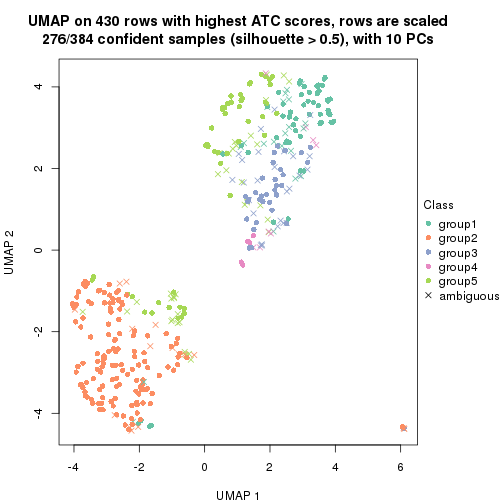 UMAP on 430 rows with highest ATC scores, rows are scaled
276/384 confident samples (silhouette > 0.5), with 10 PCs
4
2
0
-2
-4
UMAP 2
-4
-2
0
2
4
6
UMAP 1
Class
group1
group2
group3
group4
group5
ambiguous